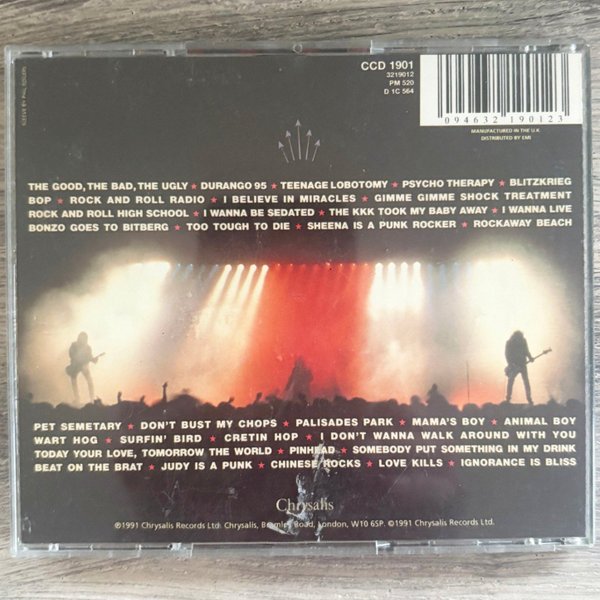 CCD 1901
3219012
PM 520
D 1C 564
094632 190123
MANUFACTURED IN THE U.K
DISTRIBUTED BY EMI
THE GOOD, THE BAD, THE UGLY ★ DURANGO 95 ★ TEENAGE LOBOTOMY ★ PSYCHO THERAPY ★ BLITZKRIEG
BOP ★ ROCK AND ROLL RADIO ★ I BELIEVE IN MIRACLES ★ GIMME GIMME SHOCK TREATMENT
ROCK AND ROLL HIGH SCHOOL ★ I WANNA BE SEDATED ★ THE KKK TOOK MY BABY AWAY ★ I WANNA LIVE
BONZO GOES TO BITBERG ★ TOO TOUGH TO DIE ★ SHEENA IS A PUNK ROCKER ★ ROCKAWAY BEACH
PET SEMETARY ★ DON'T BUST MY CHOPS ★ PALISADES PARK ★ MAMA'S BOY ★ ANIMAL BOY
WART HOG ★ SURFIN' BIRD ★ CRETIN HOP ★ I DON'T WANNA WALK AROUND WITH YOU
TODAY YOUR LOVE, TOMORROW THE WORLD ★ PINHEAD ★ SOMEBODY PUT SOMETHING IN MY DRINK
BEAT ON THE BRAT ★ JUDY IS A PUNK ★ CHINESE ROCKS ★ LOVE KILLS ★ IGNORANCE IS BLISS
Chrysalis
℗1991 Chrysalis Records Ltd. Chrysalis, Bramley Road, London, W10 6SP. ©1991 Chrysalis Records Ltd.
SLEEVE BY PHIL